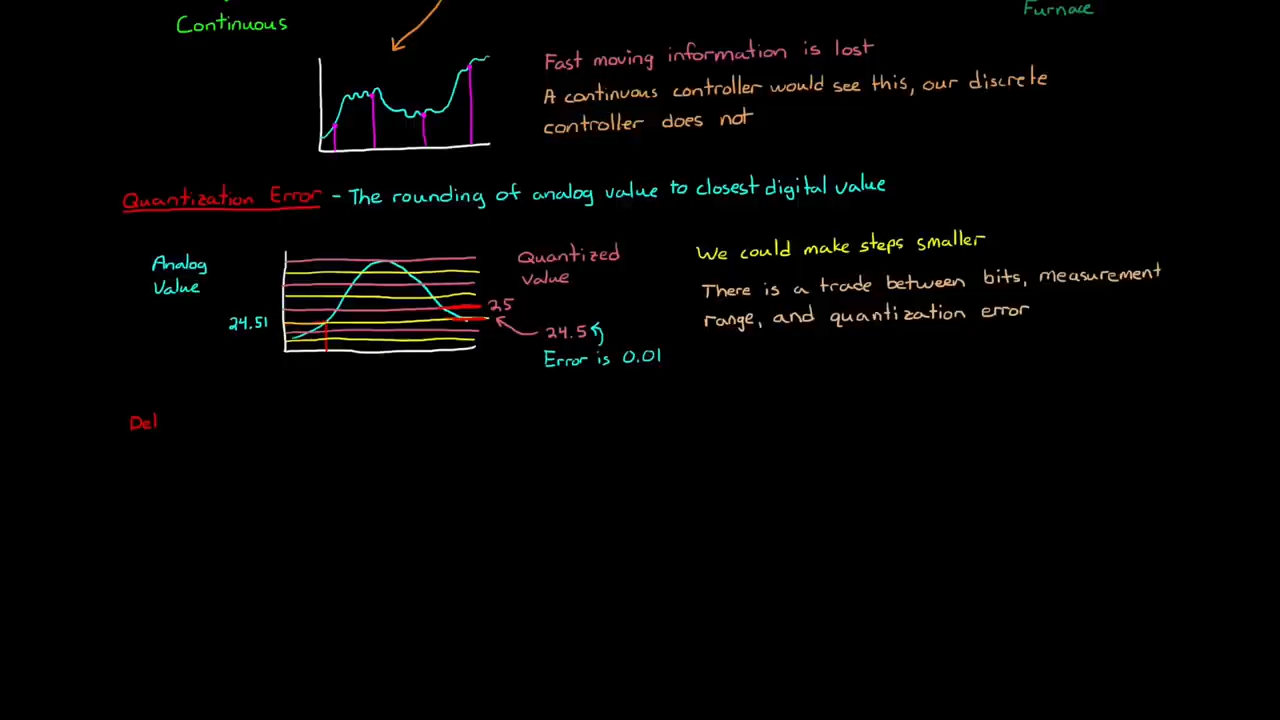 Furnace
Continuous
Fast moving information is lost
A continuous controller would see this, our discrete
controller does not
Quantization Error - The rounding of analog value to closest digital value
Analog
Value
24.51
Quantized
Value
25
24.5
Error is 0.01
We could make steps smaller
There is a trade between bits, measurement
range, and quantization error
Del